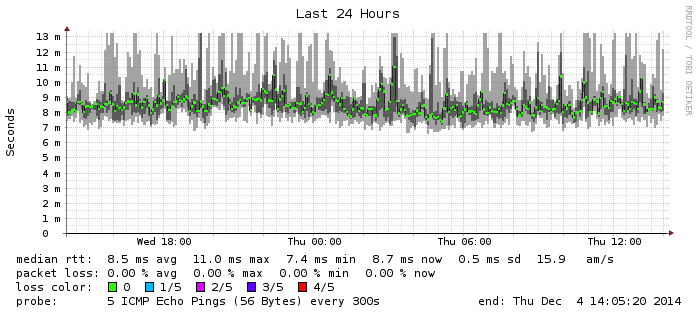 Last 24 Hours
RRDTOOL / TOBI OETIKER
Seconds
13 m
12 m
11 m
10 m
9 m
8 m
7 m
6 m
5 m
4 m
3 m
2 m
1 m
0
Wed 18:00 Thu 00:00 Thu 06:00 Thu 12:00
median rtt: 8.5 ms avg 11.0 ms max 7.4 ms min 8.7 ms now 0.5 ms sd 15.9 am/s
packet loss: 0.00 % avg 0.00 % max 0.00 % min 0.00 % now
loss color: 0 1/5 2/5 3/5 4/5
probe: 5 ICMP Echo Pings (56 Bytes) every 300s end: Thu Dec 4 14:05:20 2014